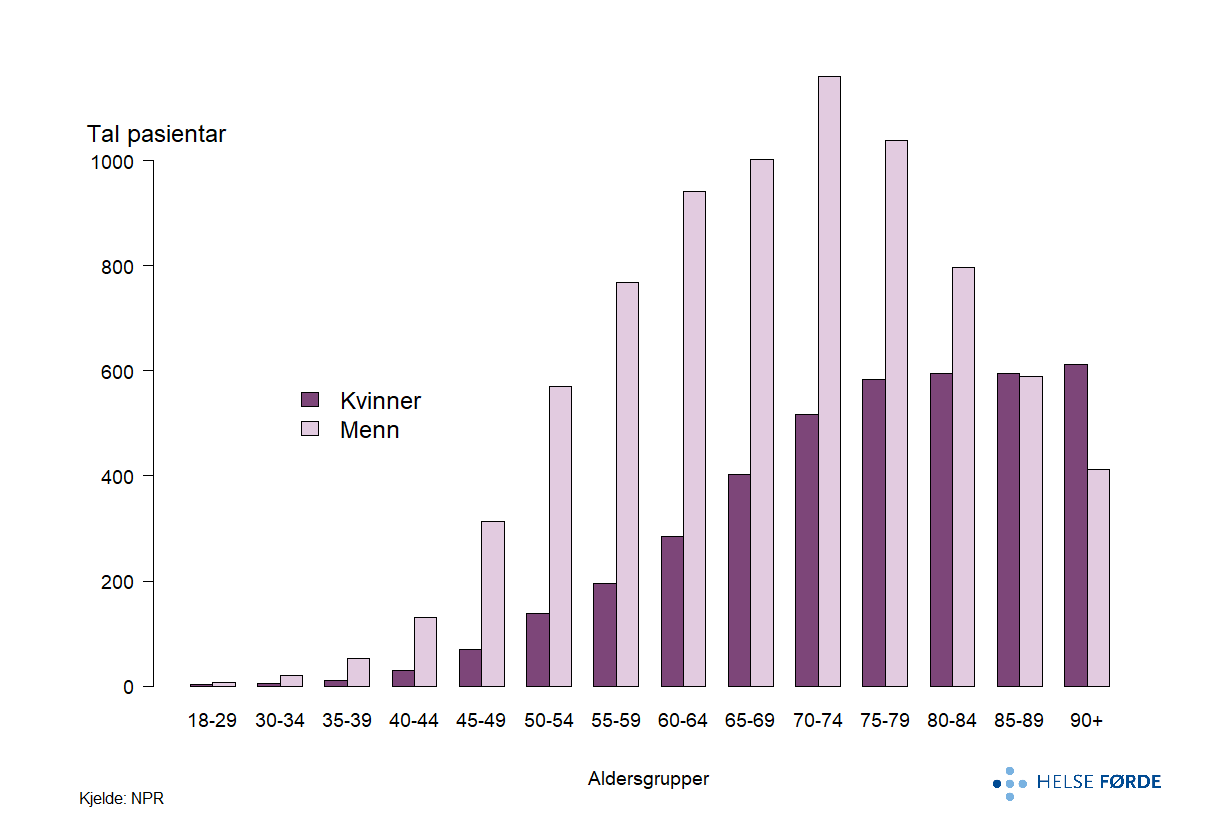 Tal pasientar
1000
800
600
400
200
0
Kvinner
Menn
18-29 30-34 35-39 40-44 45-49 50-54 55-59 60-64 65-69 70-74 75-79 80-84 85-89 90+
Aldersgrupper
HELSE FØRDE
Kjelde: NPR